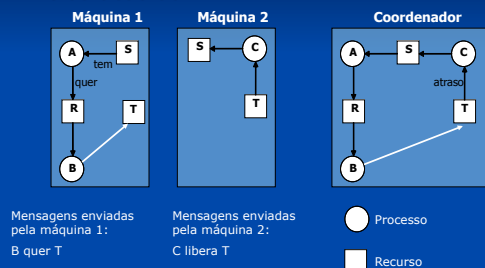 Máquina 1
Máquina 2
Coordenador
A
S
tem
quer
R
T
B
S
C
T
A
S
C
atraso
R
T
B
Mensagens enviadas
pela máquina 1:
B quer T
Mensagens enviadas
pela máquina 2:
C libera T
Processo
Recurso